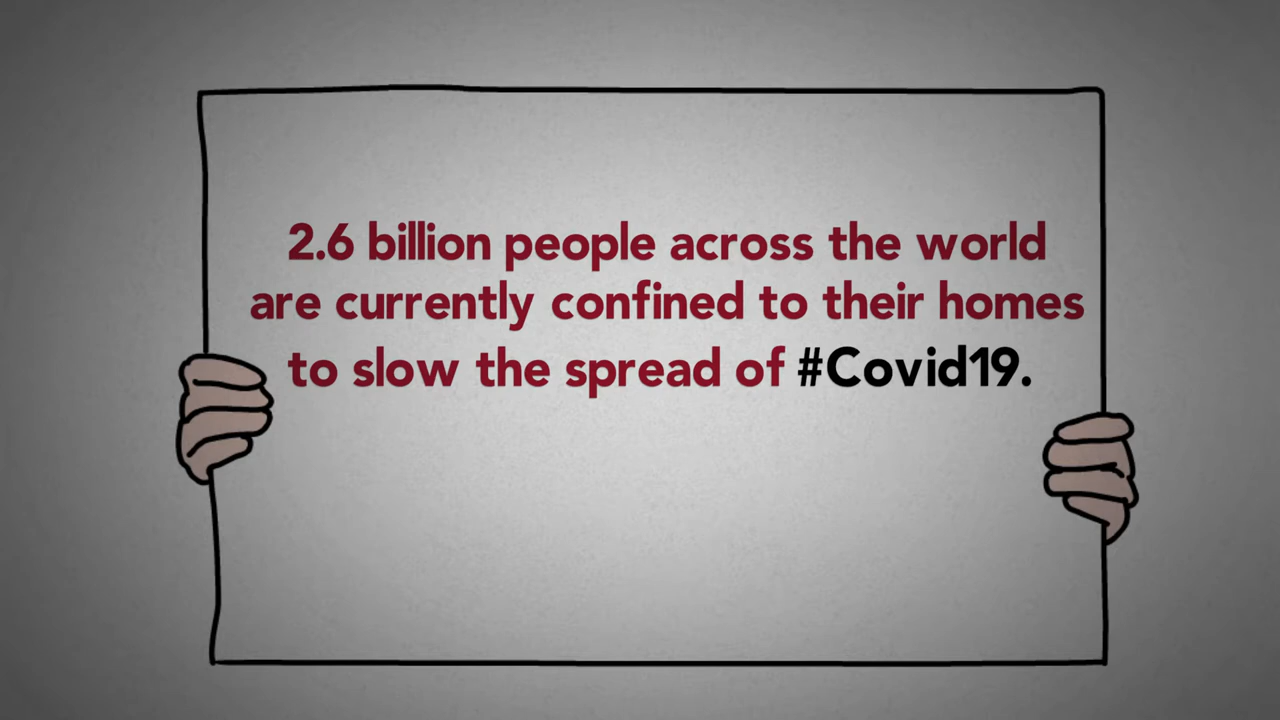 2.6 billion people across the world
are currently confined to their homes
to slow the spread of #Covid19.